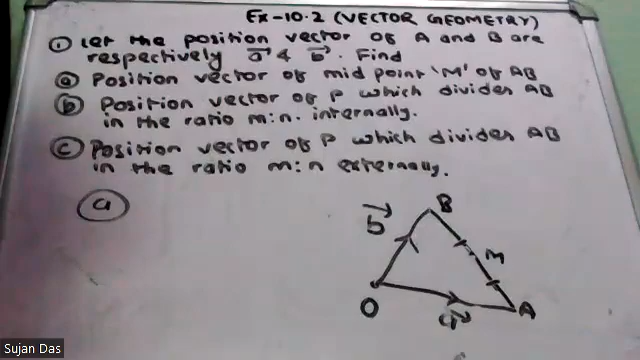 Ex-10.2 (VECTOR GEOMETRY)
① Let the position vector of A and B are
respectively a⃗ & b⃗. Find
ⓐ Position vector of mid point 'M' of AB
ⓑ Position vector of P which divides AB
in the ratio m:n. internally.
ⓒ Position vector of P which divides AB
in the ratio m:n externally.
ⓐ
B
b⃗
M
O
a⃗
A
Sujan Das